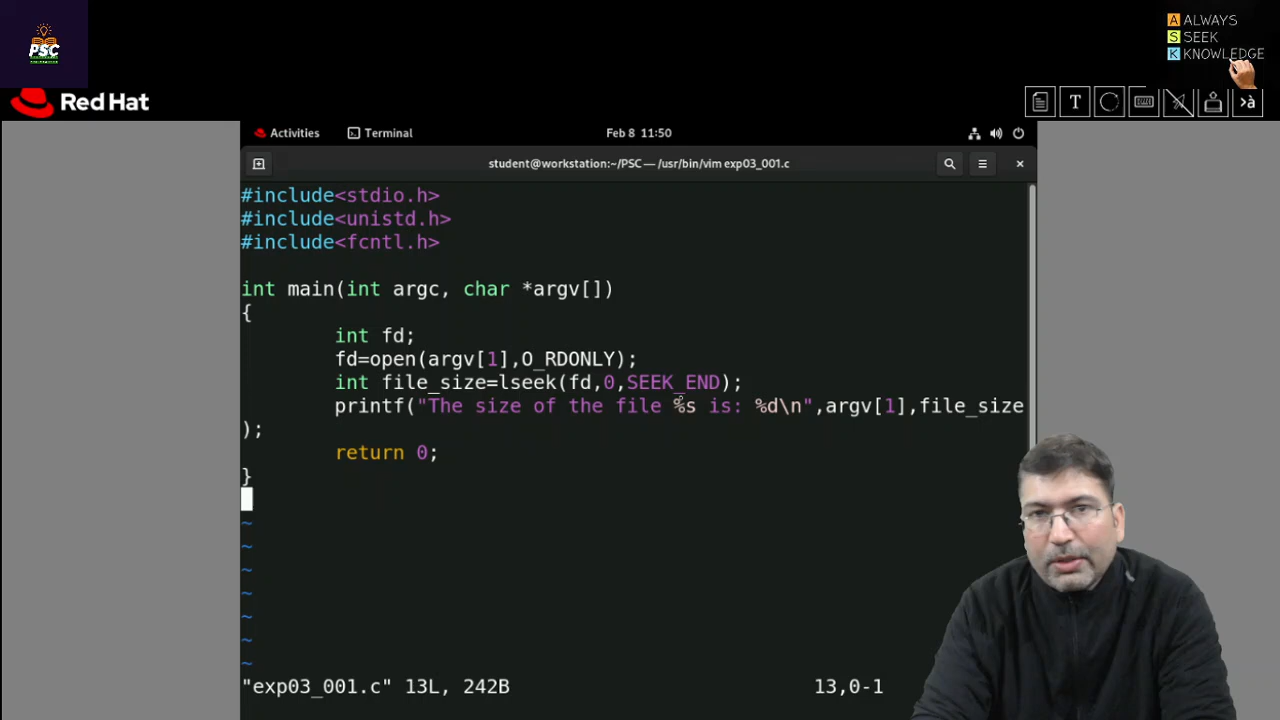 PSC
A ALWAYS
S SEEK
K KNOWLEDGE
Red Hat
T
>à
Activities
Terminal
Feb 8 11:50
student@workstation:~/PSC — /usr/bin/vim exp03_001.c
#include<stdio.h>
#include<unistd.h>
#include<fcntl.h>
int main(int argc, char *argv[])
{
int fd;
fd=open(argv[1],O_RDONLY);
int file_size=lseek(fd,0,SEEK_END);
printf("The size of the file %s is: %d\n",argv[1],file_size
);
return 0;
}
~
~
~
~
~
~
~
"exp03_001.c" 13L, 242B 13,0-1